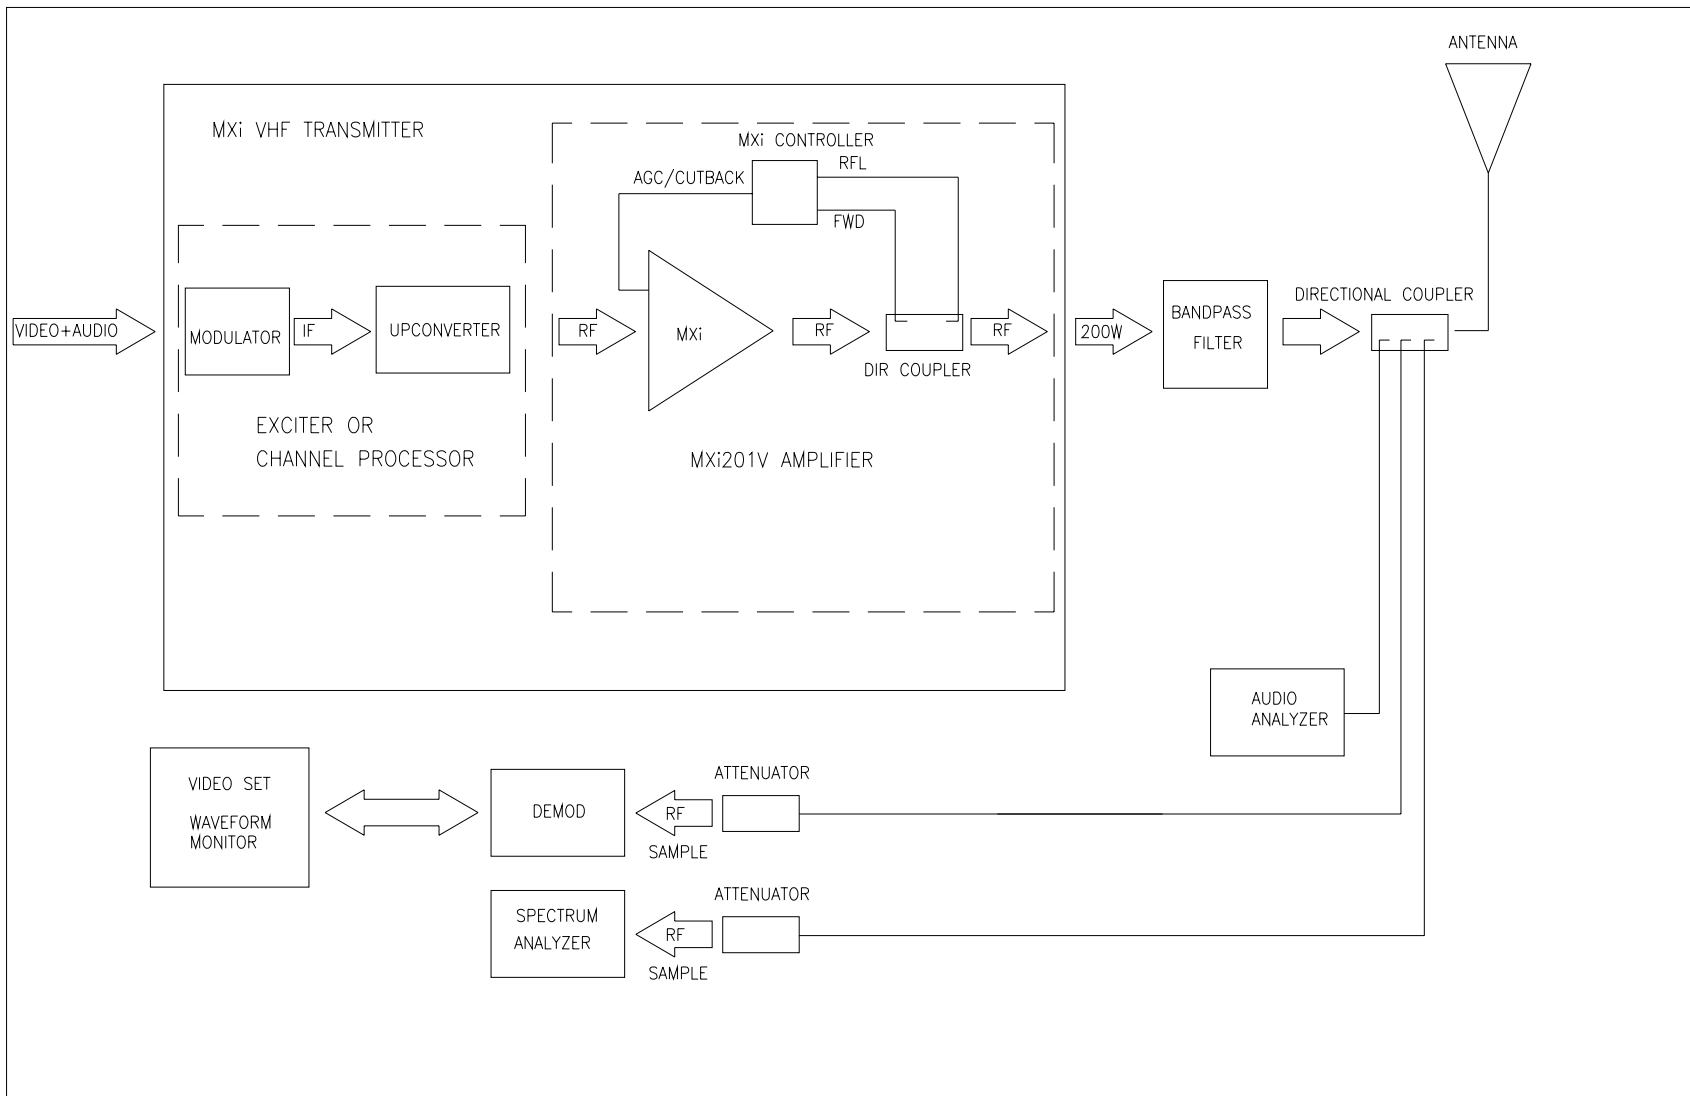 ANTENNA
MXi VHF TRANSMITTER
MXi CONTROLLER
RFL
AGC/CUTBACK
FWD
VIDEO+AUDIO
MODULATOR
IF
UPCONVERTER
RF
MXi
RF
DIR COUPLER
RF
200W
BANDPASS
FILTER
DIRECTIONAL COUPLER
EXCITER OR
CHANNEL PROCESSOR
MXi201V AMPLIFIER
AUDIO
ANALYZER
VIDEO SET
WAVEFORM
MONITOR
DEMOD
RF
SAMPLE
ATTENUATOR
SPECTRUM
ANALYZER
RF
SAMPLE
ATTENUATOR